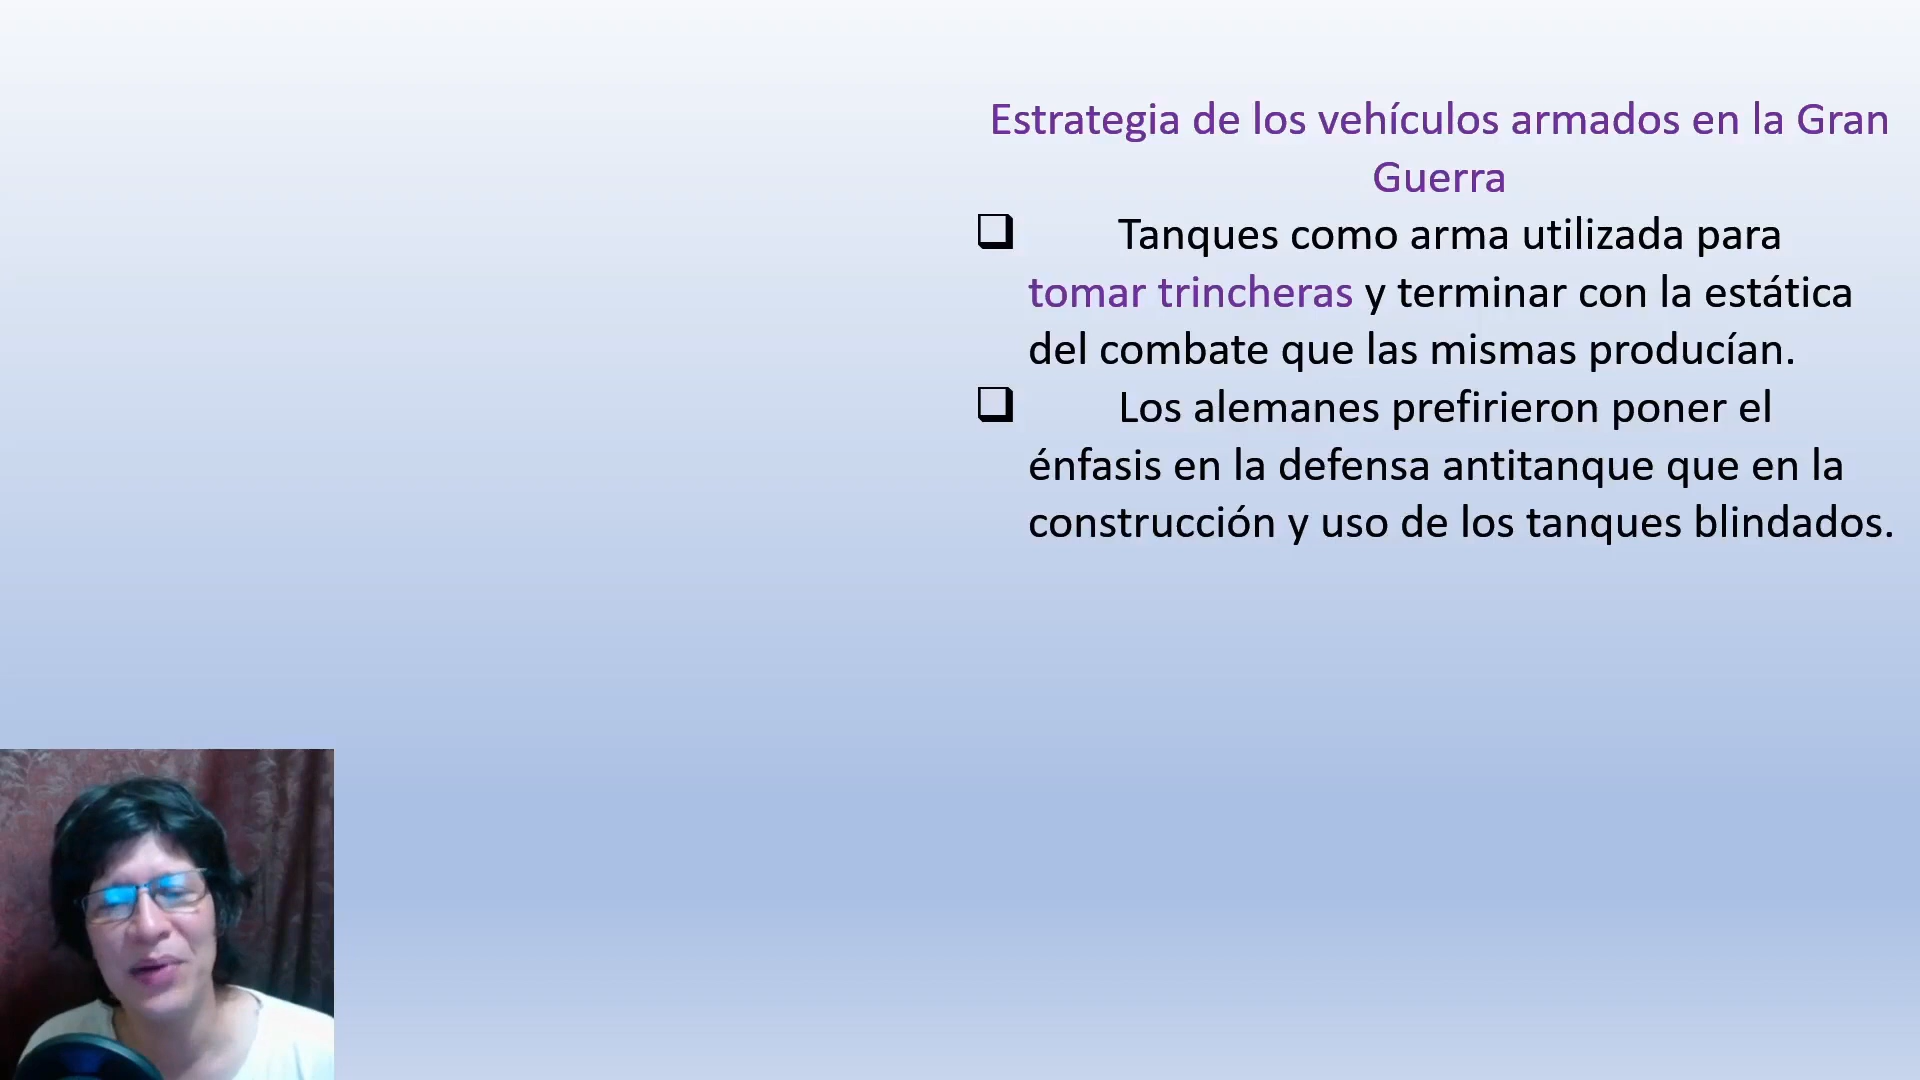 Estrategia de los vehículos armados en la Gran
Guerra
Tanques como arma utilizada para
tomar trincheras y terminar con la estática
del combate que las mismas producían.
Los alemanes prefirieron poner el
énfasis en la defensa antitanque que en la
construcción y uso de los tanques blindados.